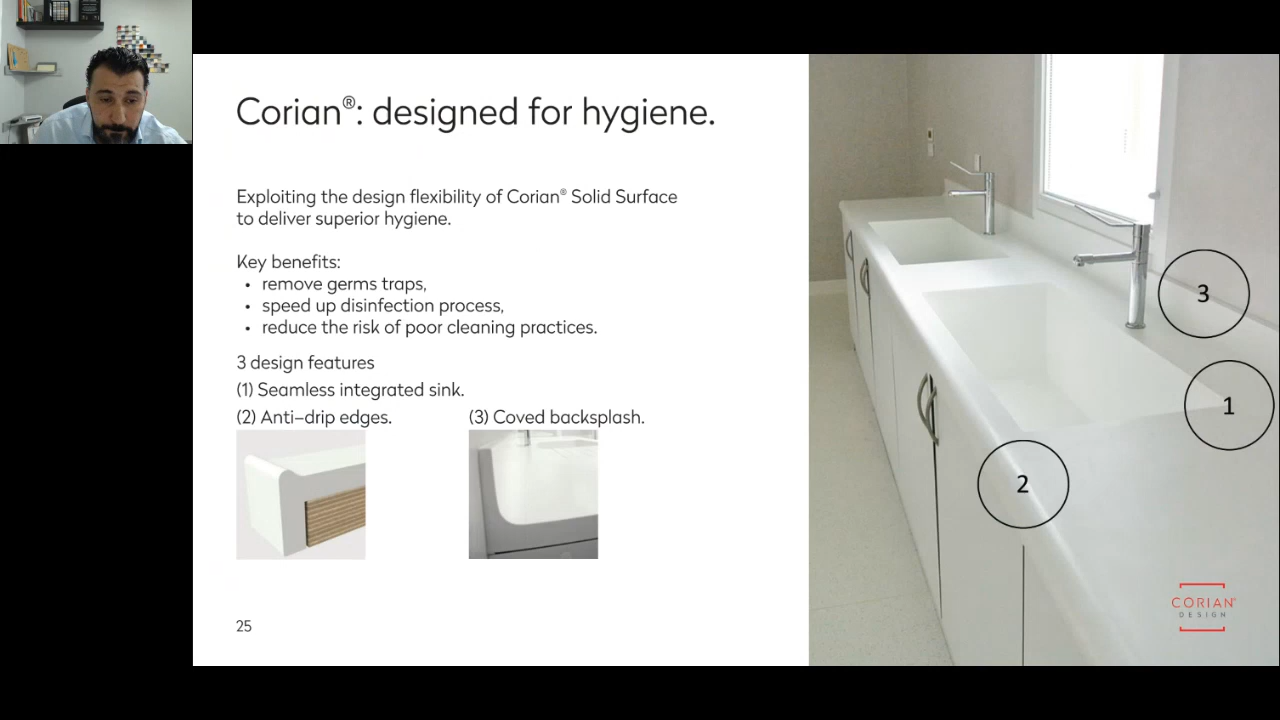 Corian®: designed for hygiene.
Exploiting the design flexibility of Corian® Solid Surface
to deliver superior hygiene.
Key benefits:
• remove germs traps,
• speed up disinfection process,
• reduce the risk of poor cleaning practices.
3 design features
(1) Seamless integrated sink.
(2) Anti–drip edges.
(3) Coved backsplash.
25
3
1
2
CORIAN®
DESIGN